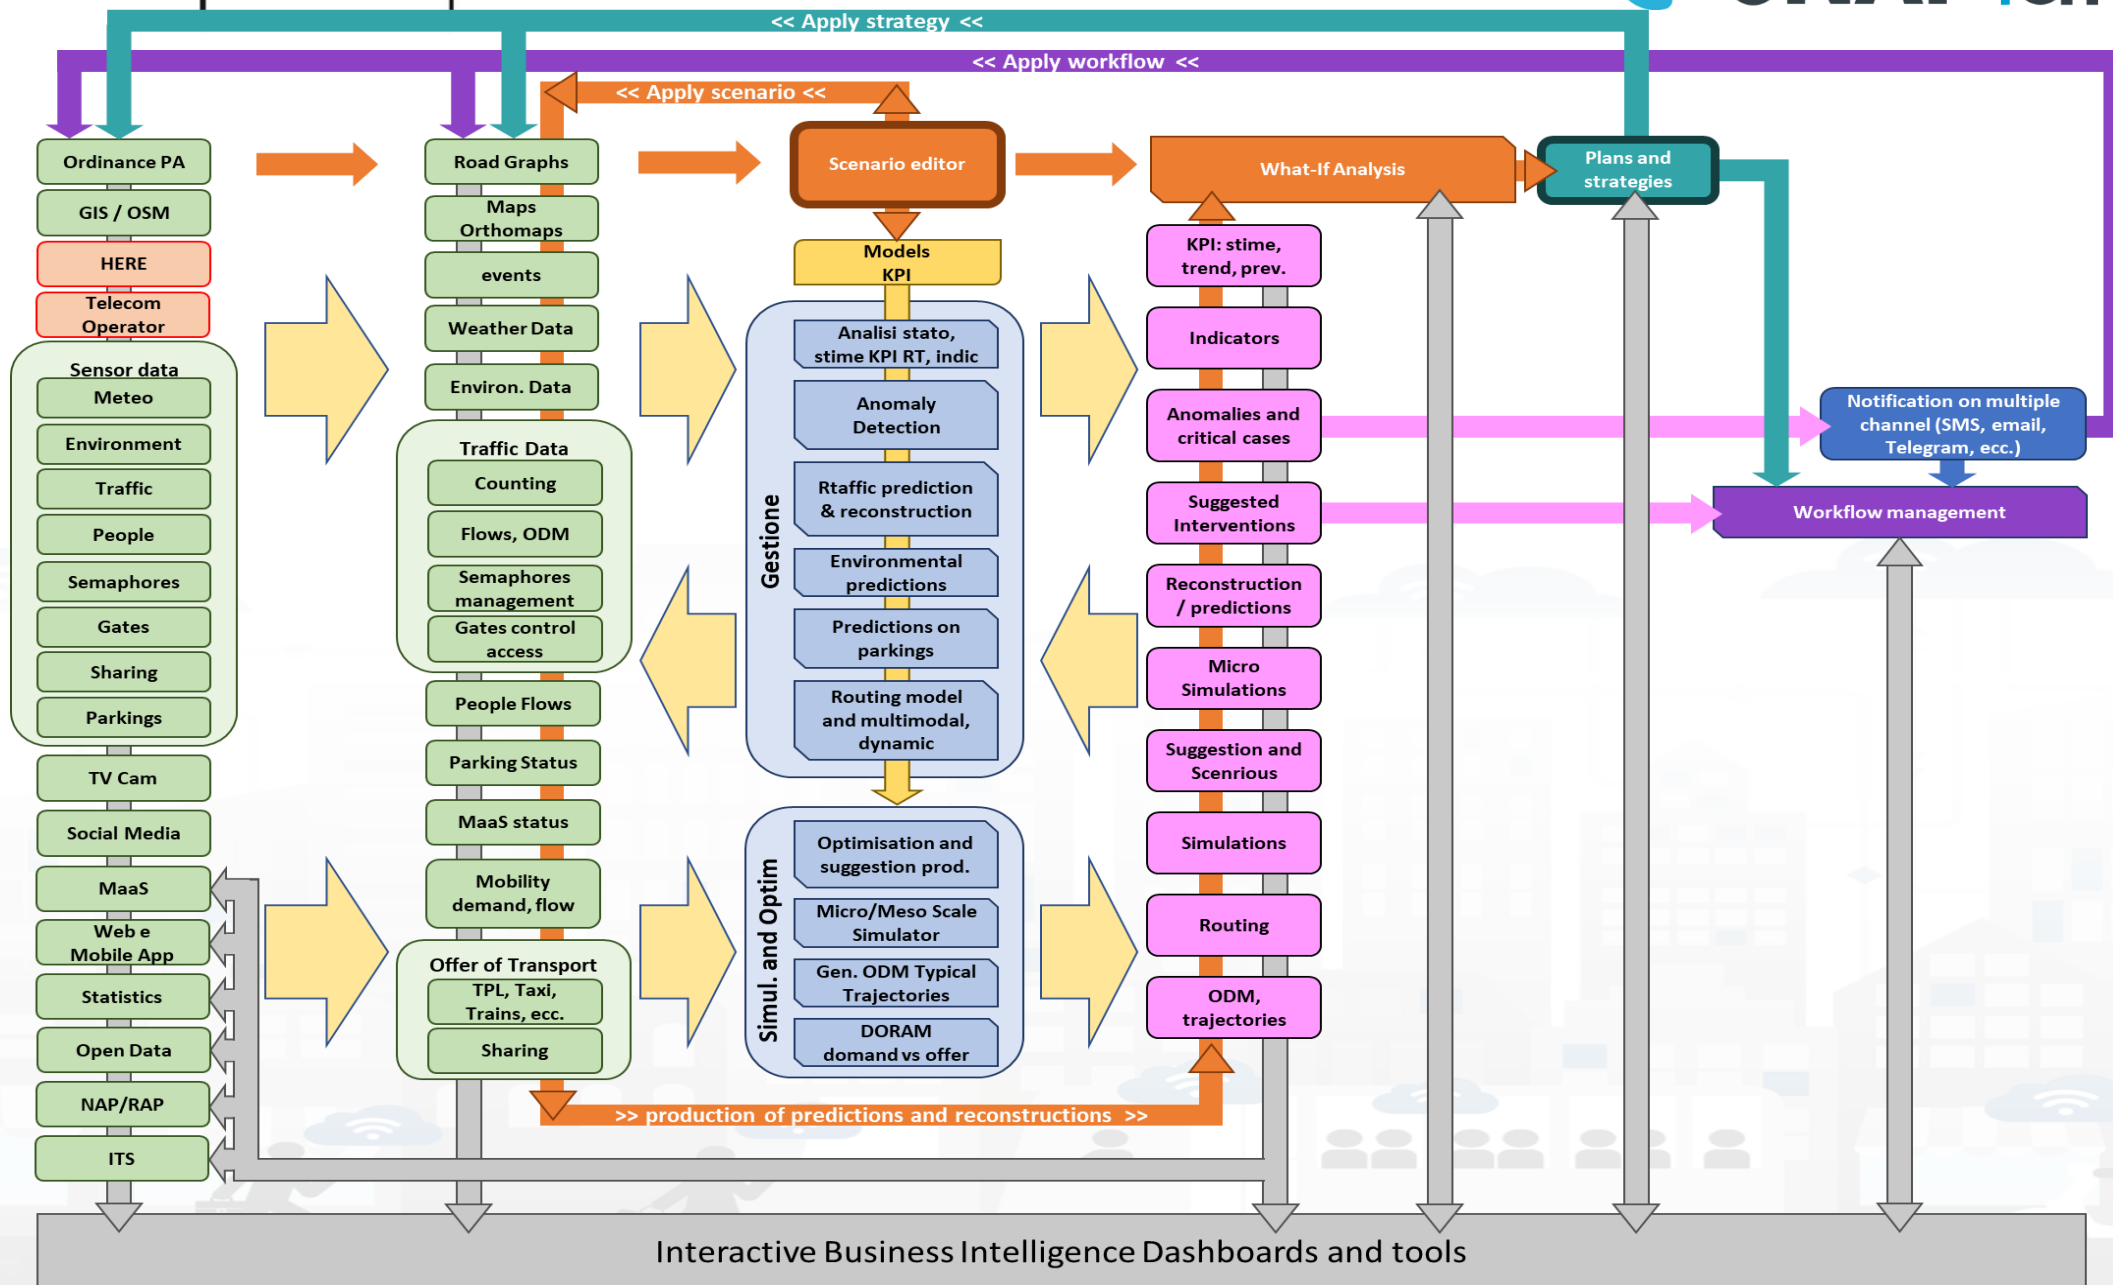 << Apply strategy <<
<< Apply workflow <<
<< Apply scenario <<
Ordinance PA
GIS / OSM
HERE
Telecom
Operator
Sensor data
Meteo
Environment
Traffic
People
Semaphores
Gates
Sharing
Parkings
TV Cam
Social Media
MaaS
Web e
Mobile App
Statistics
Open Data
NAP/RAP
ITS
Road Graphs
Maps
Orthomaps
events
Weather Data
Environ. Data
Traffic Data
Counting
Flows, ODM
Semaphores
management
Gates control
access
People Flows
Parking Status
MaaS status
Mobility
demand, flow
Offer of Transport
TPL, Taxi,
Trains, ecc.
Sharing
Scenario editor
Models
KPI
Gestione
Analisi stato,
stime KPI RT, indic
Anomaly
Detection
Rtaffic prediction
& reconstruction
Environmental
predictions
Predictions on
parkings
Routing model
and multimodal,
dynamic
Simul. and Optim
Optimisation and
suggestion prod.
Micro/Meso Scale
Simulator
Gen. ODM Typical
Trajectories
DORAM
domand vs offer
>> production of predictions and reconstructions >>
What-If Analysis
KPI: stime,
trend, prev.
Indicators
Anomalies and
critical cases
Suggested
Interventions
Reconstruction
/ predictions
Micro
Simulations
Suggestion and
Scenrious
Simulations
Routing
ODM,
trajectories
Plans and
strategies
Notification on multiple
channel (SMS, email,
Telegram, ecc.)
Workflow management
Interactive Business Intelligence Dashboards and tools